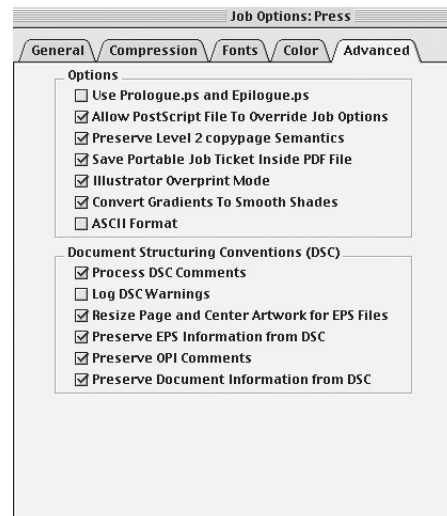 Job Options: Press
General Compression Fonts Color Advanced
Options
Use Prologue.ps and Epilogue.ps
Allow PostScript File To Override Job Options
Preserve Level 2 copypage Semantics
Save Portable Job Ticket Inside PDF File
Illustrator Overprint Mode
Convert Gradients To Smooth Shades
ASCII Format
Document Structuring Conventions (DSC)
Process DSC Comments
Log DSC Warnings
Resize Page and Center Artwork for EPS Files
Preserve EPS Information from DSC
Preserve OPI Comments
Preserve Document Information from DSC